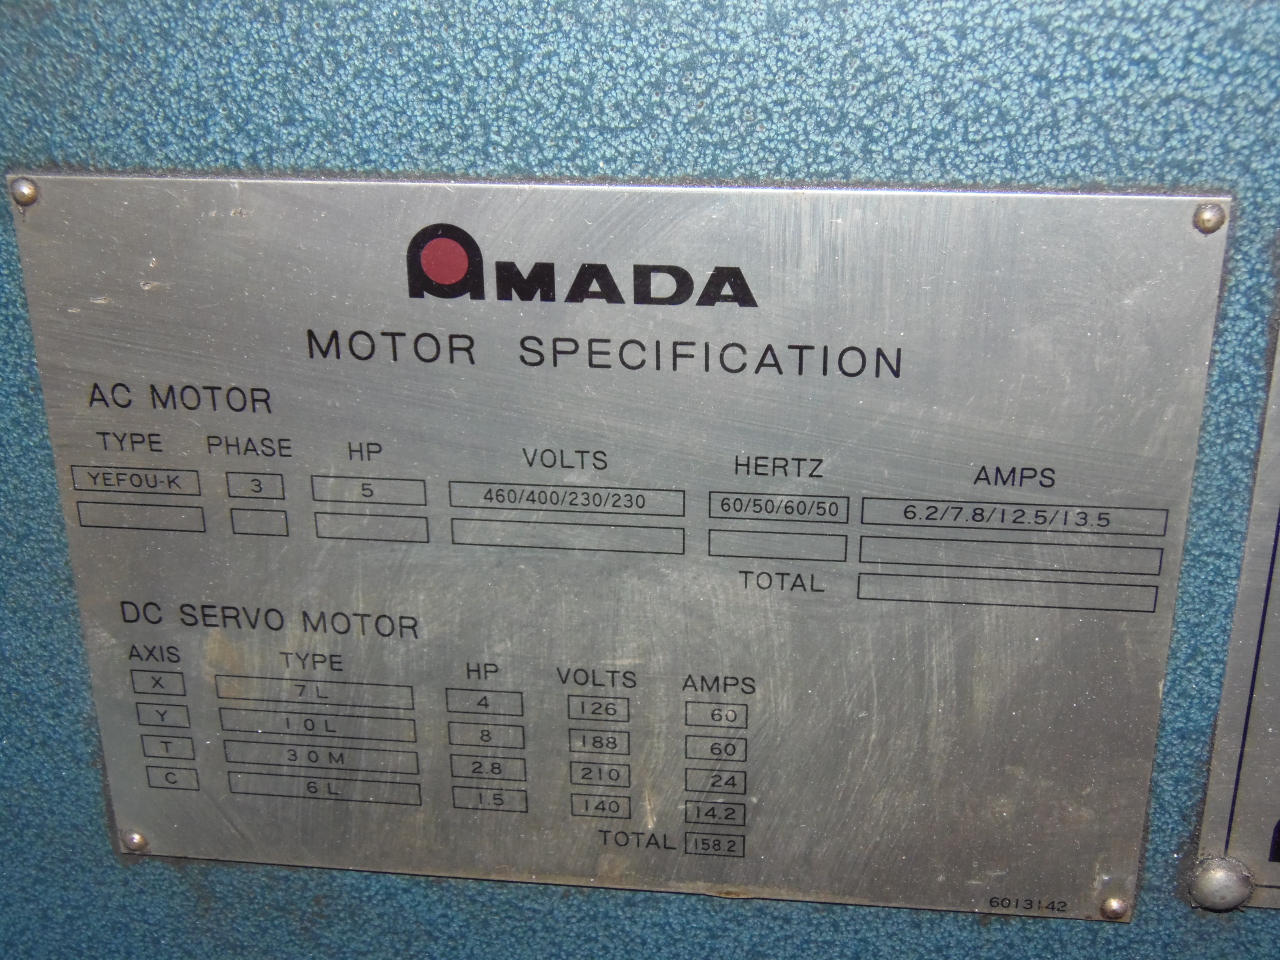 AMADA
MOTOR SPECIFICATION
AC MOTOR
TYPE PHASE HP VOLTS HERTZ AMPS
YEFOU-K 3 5 460/400/230/230 60/50/60/50 6.2/7.8/12.5/13.5
TOTAL
DC SERVO MOTOR
AXIS TYPE HP VOLTS AMPS
X 7L 4 126 60
Y 10L 8 188 60
T 30M 2.8 210 24
C 6L 1.5 140 14.2
TOTAL 158.2
6013142